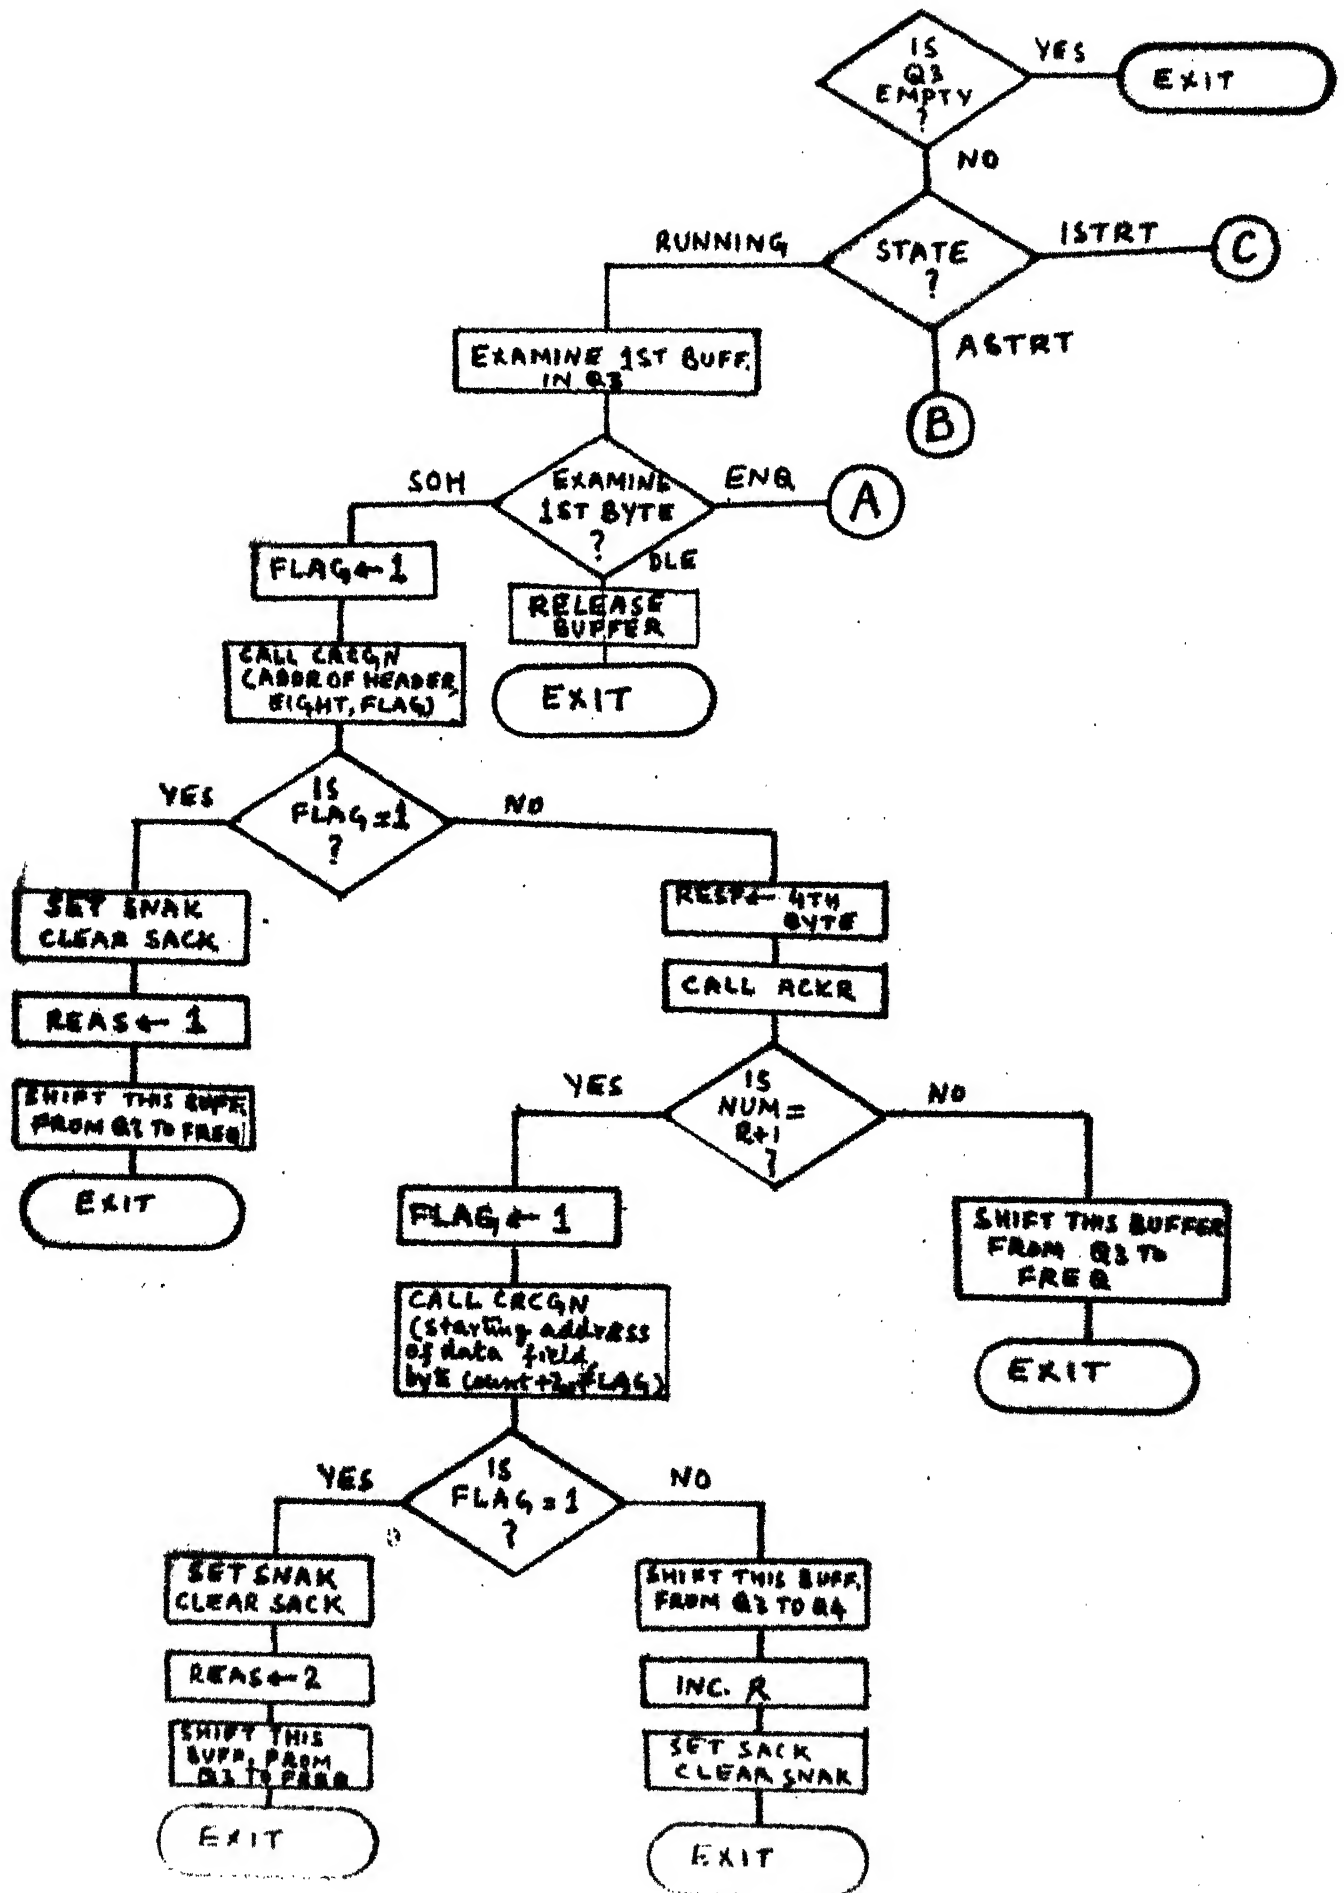 IS
Q3
EMPTY
?
YES
EXIT
NO
STATE
?
RUNNING
ISTRT
C
ASTRT
B
EXAMINE 1ST BUFF.
IN Q3
EXAMINE
1ST BYTE
?
SOH
ENQ
A
DLE
RELEASE
BUFFER
EXIT
FLAG ← 1
CALL CRCGN
(ADDR OF HEADER,
EIGHT, FLAG)
IS
FLAG = 1
?
YES
NO
SET SNAK
CLEAR SACK
REAS ← 1
SHIFT THIS BUFF.
FROM Q3 TO FREQ
EXIT
RESP ← 4TH
BYTE
CALL ACKR
IS
NUM =
R+1
?
YES
NO
SHIFT THIS BUFFER
FROM Q3 TO
FREQ
EXIT
FLAG ← 1
CALL CRCGN
(starting address
of data field,
byte count+2, FLAG)
IS
FLAG = 1
?
YES
NO
SET SNAK
CLEAR SACK
REAS ← 2
SHIFT THIS
BUFF. FROM
Q3 TO FREQ
EXIT
SHIFT THIS BUFF.
FROM Q3 TO Q4
INC. R
SET SACK
CLEAR SNAK
EXIT